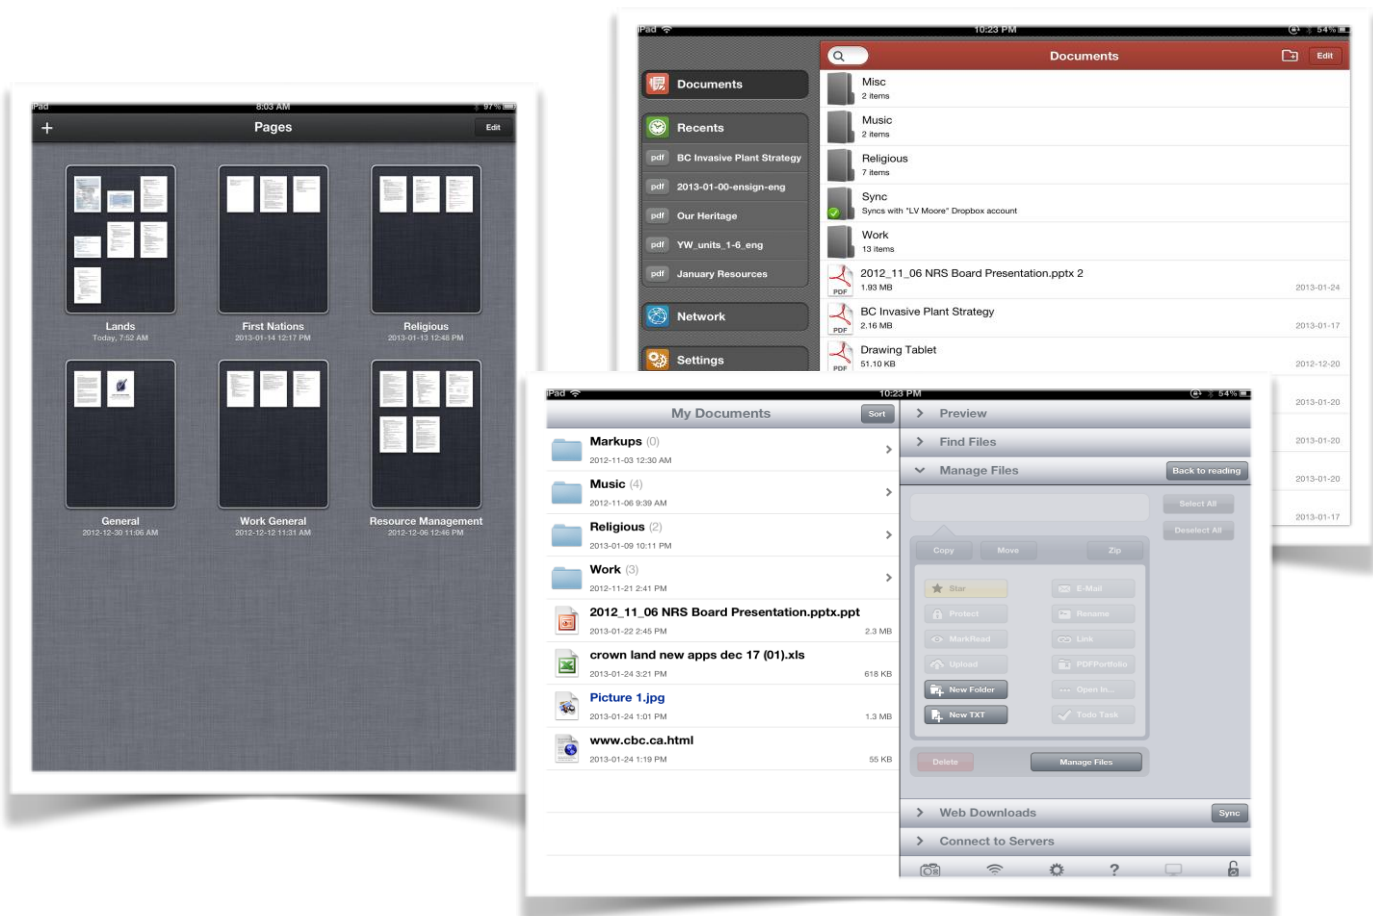 iPad
8:03 AM
97%
Pages
Edit
Lands
Today, 7:52 AM
First Nations
2013-01-14 12:17 PM
Religious
2013-01-13 12:48 PM
General
2012-12-30 11:06 AM
Work General
2012-12-12 11:31 AM
Resource Management
2012-12-06 12:46 PM
iPad
10:23 PM
54%
Documents
Recents
pdf BC Invasive Plant Strategy
pdf 2013-01-00-ensign-eng
pdf Our Heritage
pdf YW_units_1-6_eng
pdf January Resources
Network
Settings
Documents
Edit
Misc
2 items
Music
2 items
Religious
7 items
Sync
Syncs with "LV Moore" Dropbox account
Work
13 items
2012_11_06 NRS Board Presentation.pptx 2
PDF 1.93 MB 2013-01-24
BC Invasive Plant Strategy
PDF 2.16 MB 2013-01-17
Drawing Tablet
PDF 51.10 KB 2012-12-20
2013-01-20
2013-01-20
2013-01-20
2013-01-17
iPad
10:23 PM
54%
My Documents
Sort
Markups (0)
2012-11-03 12:30 AM
Music (4)
2012-11-06 9:39 AM
Religious (2)
2013-01-09 10:11 PM
Work (3)
2012-11-21 2:41 PM
2012_11_06 NRS Board Presentation.pptx.ppt
2013-01-22 2:45 PM 2.3 MB
crown land new apps dec 17 (01).xls
2013-01-24 3:21 PM 618 KB
Picture 1.jpg
2013-01-24 1:01 PM 1.3 MB
www.cbc.ca.html
2013-01-24 1:19 PM 55 KB
Preview
Find Files
Manage Files
Back to reading
Select All
Deselect All
Copy Move Zip
Star E-Mail
Protect Rename
MarkRead Link
Upload PDFPortfolio
New Folder Open In...
New TXT Todo Task
Delete Manage Files
Web Downloads
Sync
Connect to Servers